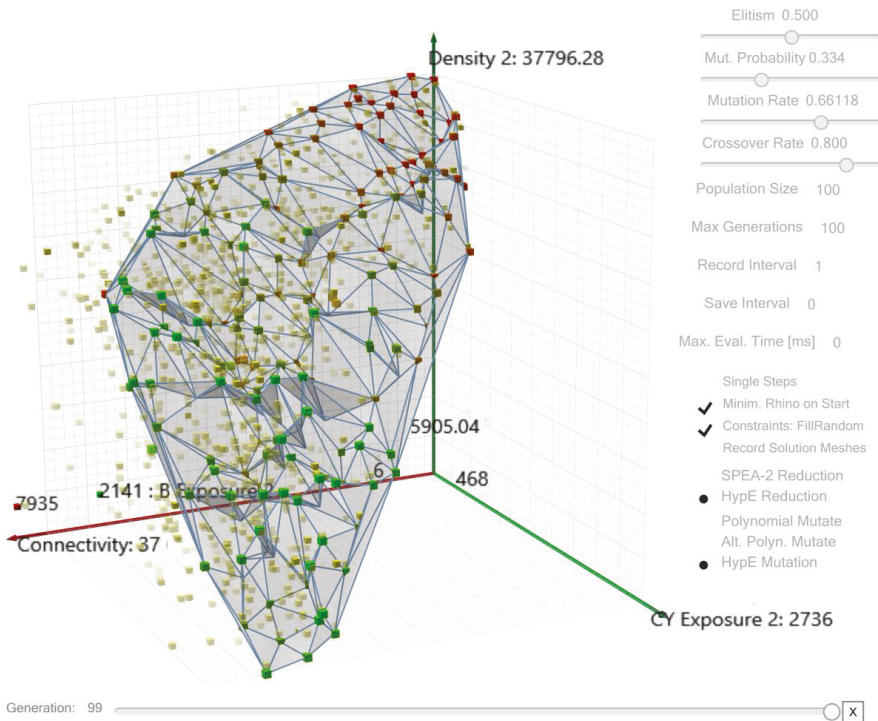 Elitism 0.500
Mut. Probability 0.334
Mutation Rate 0.66118
Crossover Rate 0.800
Population Size 100
Max Generations 100
Record Interval 1
Save Interval 0
Max. Eval. Time [ms] 0
Single Steps
Minim. Rhino on Start
Constraints: FillRandom
Record Solution Meshes
SPEA-2 Reduction
HypE Reduction
Polynomial Mutate
Alt. Polyn. Mutate
HypE Mutation
Density 2: 37796.28
5905.04
6
468
2141 : B Exposure 2
7935
Connectivity: 37
CY Exposure 2: 2736
Generation: 99
X